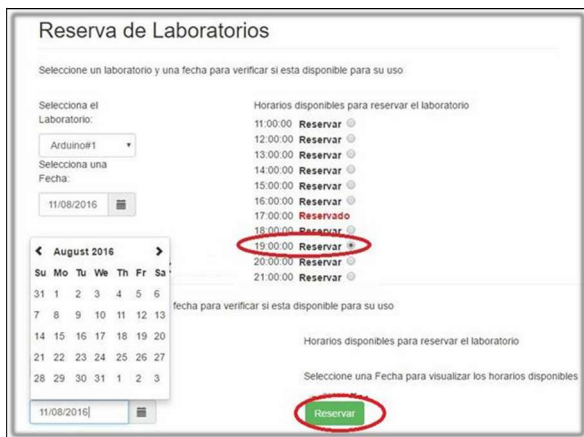 Reserva de Laboratorios
Seleccione un laboratorio y una fecha para verificar si esta disponible para su uso
Selecciona el
Laboratorio:
Arduino#1
Selecciona una
Fecha:
11/08/2016
Horarios disponibles para reservar el laboratorio
11:00:00 Reservar
12:00:00 Reservar
13:00:00 Reservar
14:00:00 Reservar
15:00:00 Reservar
16:00:00 Reservar
17:00:00 Reservado
18:00:00 Reservar
19:00:00 Reservar
20:00:00 Reservar
21:00:00 Reservar
August 2016
Su Mo Tu We Th Fr Sa
31 1 2 3 4 5 6
7 8 9 10 11 12 13
14 15 16 17 18 19 20
21 22 23 24 25 26 27
28 29 30 31 1 2 3
11/08/2016
fecha para verificar si esta disponible para su uso
Horarios disponibles para reservar el laboratorio
Seleccione una Fecha para visualizar los horarios disponibles
Reservar